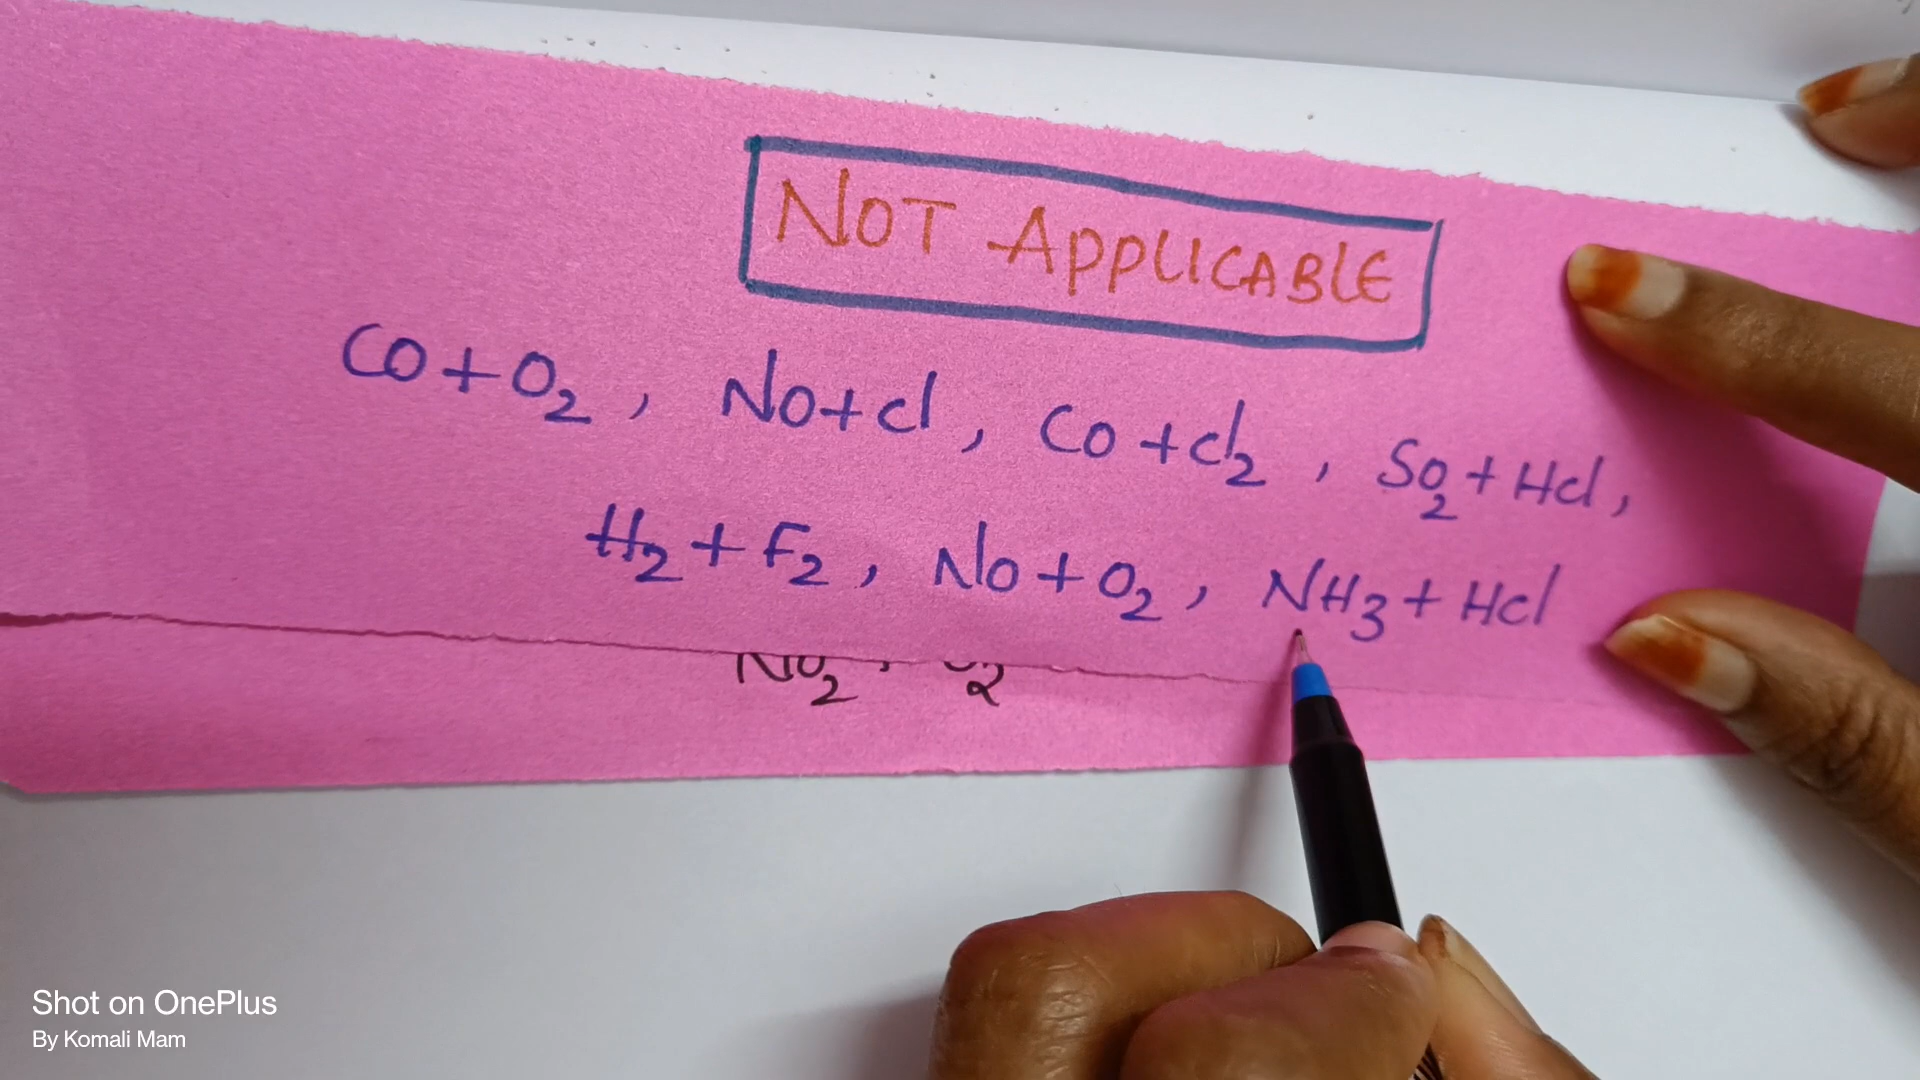 NOT APPLICABLE
CO+O2, No+cl, Co+cl2, SO2+Hcl,
H2+F2, No+O2, NH3+Hcl
Shot on OnePlus
By Komali Mam